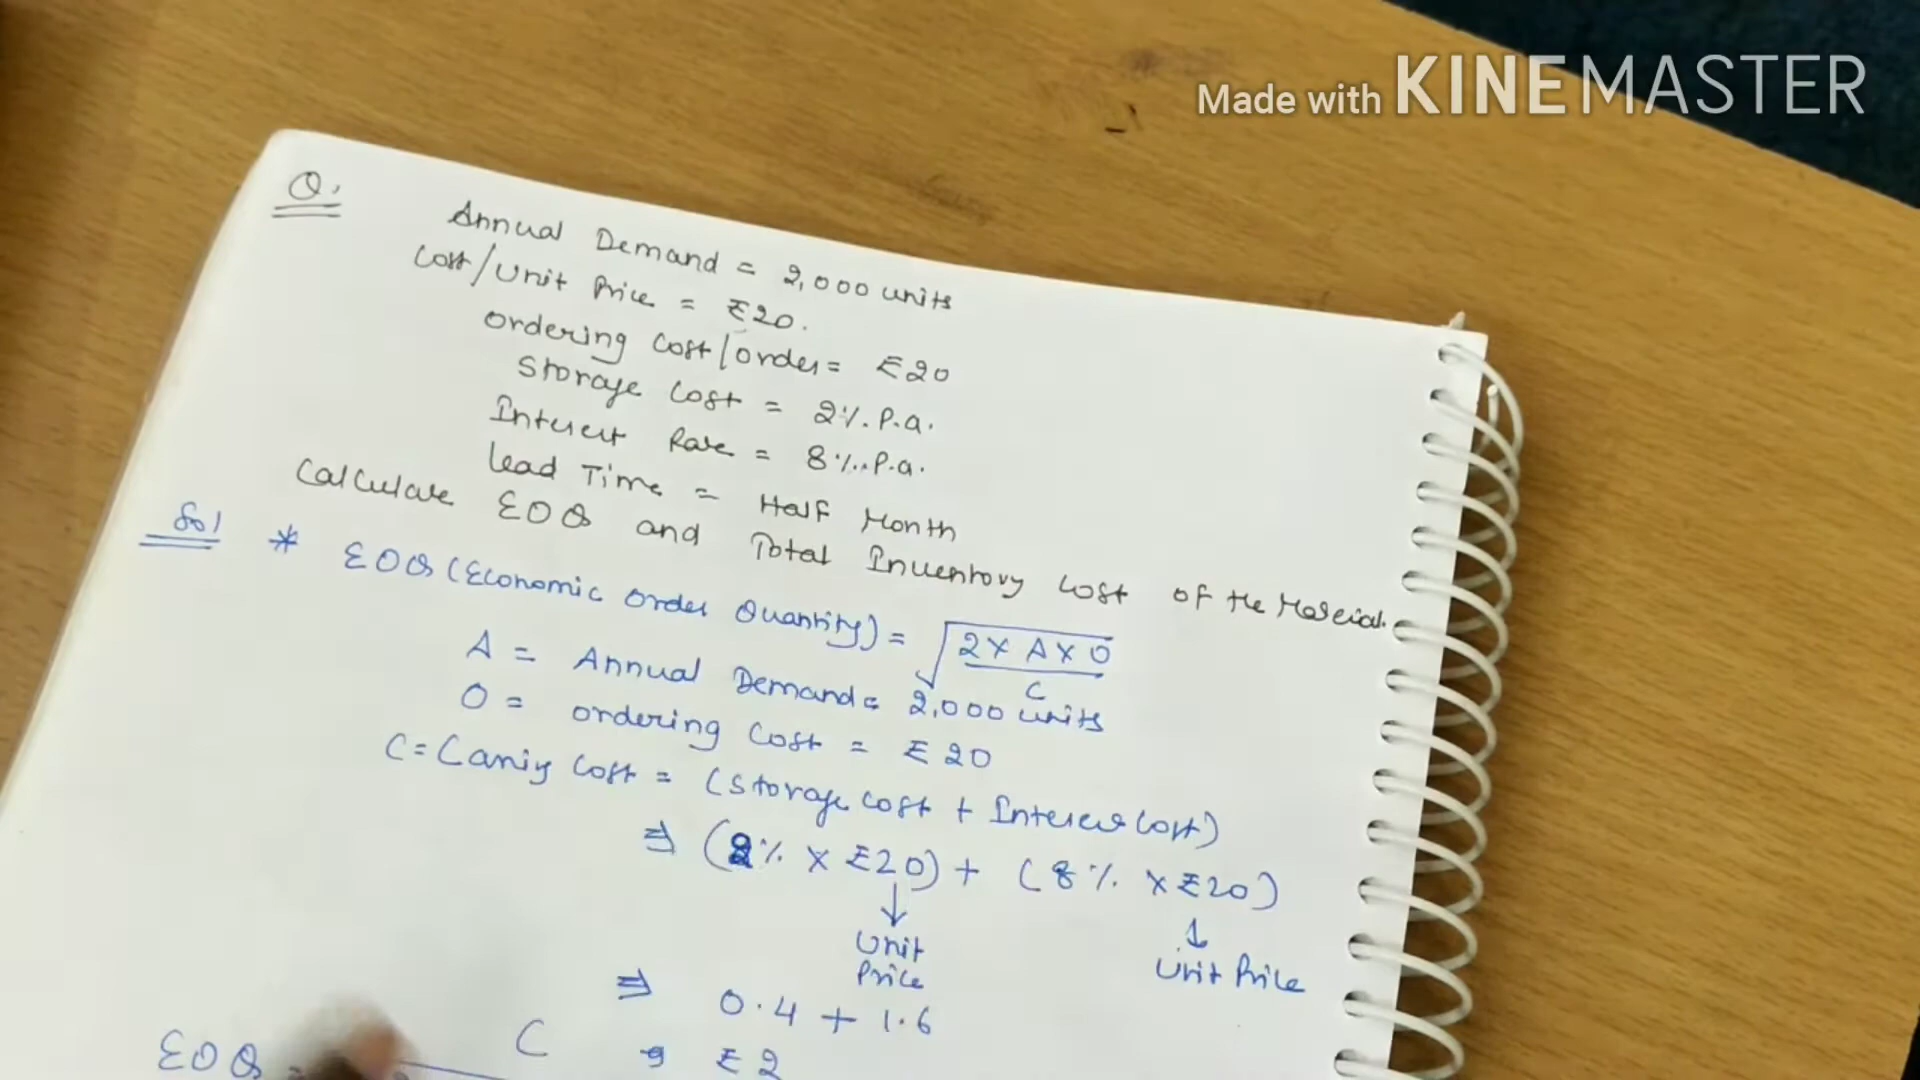 Made with KINEMASTER
Q.
Annual Demand = 2,000 units
Cost/Unit Price = ₹20.
Ordering Cost/order = ₹20
Storage Cost = 2%. P.a.
Interest Rate = 8%. P.a.
Lead Time = Half Month
Calculate EOQ and Total Inventory Cost of the Material.
Sol * EOQ (Economic Order Quantity) = √2 x A x O
C
A = Annual Demand = 2,000 units
O = ordering Cost = ₹20
C = Carriy Cost = (Storage Cost + Interest Cost)
⇒ (2% x ₹20) + (8% x ₹20)
↓ ↓
Unit Price Unit Price
⇒ 0.4 + 1.6
C ⇒ ₹2
EOQ =